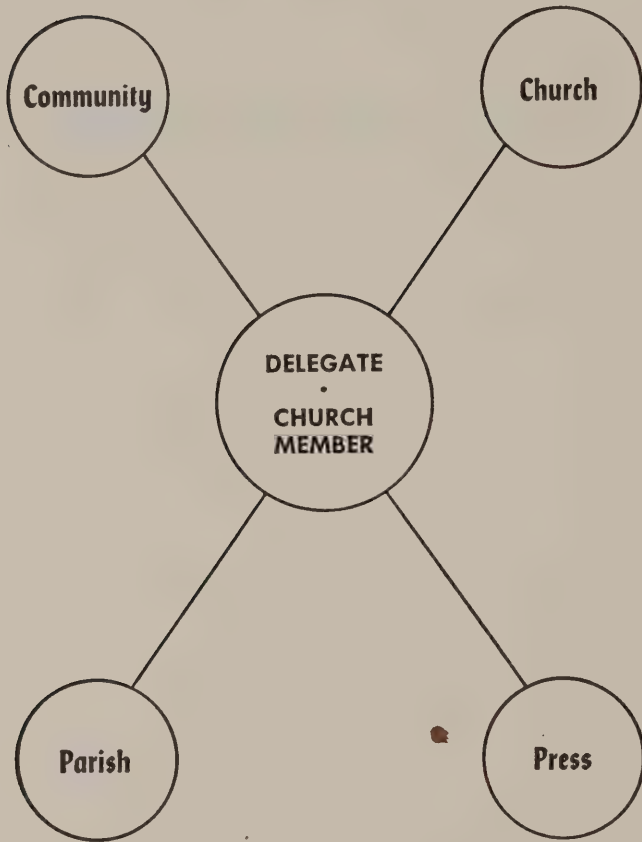 Community
Church
DELEGATE
•
CHURCH
MEMBER
Parish
Press